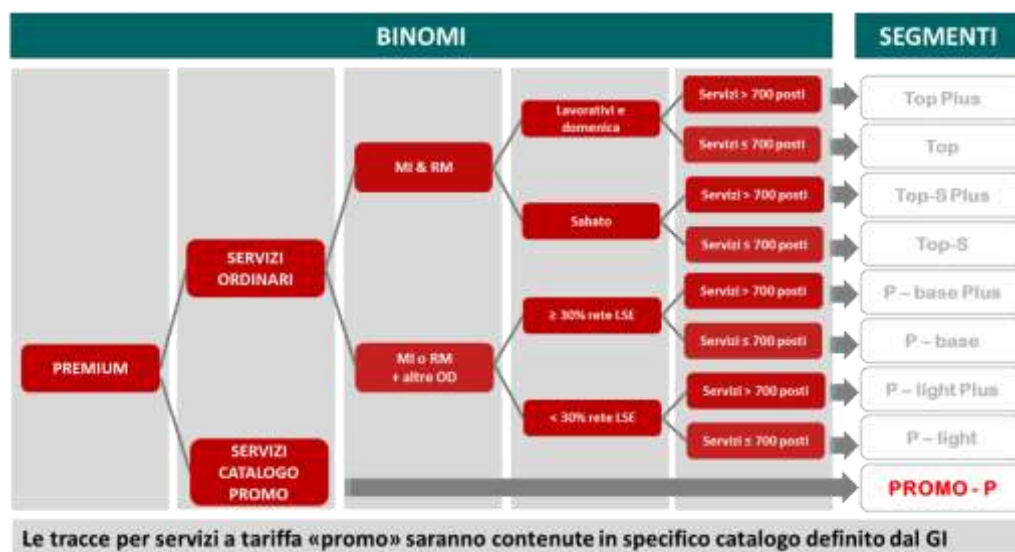 BINOMI
SEGMENTI
PREMIUM
SERVIZI
ORDINARI
SERVIZI
CATALOGO
PROMO
MI & RM
MI o RM
+ altre OD
Lavorativi e
domenica
Sabato
≥ 30% rete LSE
< 30% rete LSE
Servizi > 700 posti
Servizi ≤ 700 posti
Servizi > 700 posti
Servizi ≤ 700 posti
Servizi > 700 posti
Servizi ≤ 700 posti
Servizi > 700 posti
Servizi ≤ 700 posti
Top Plus
Top
Top-S Plus
Top-S
P – base Plus
P – base
P – light Plus
P – light
PROMO - P
Le tracce per servizi a tariffa «promo» saranno contenute in specifico catalogo definito dal GI